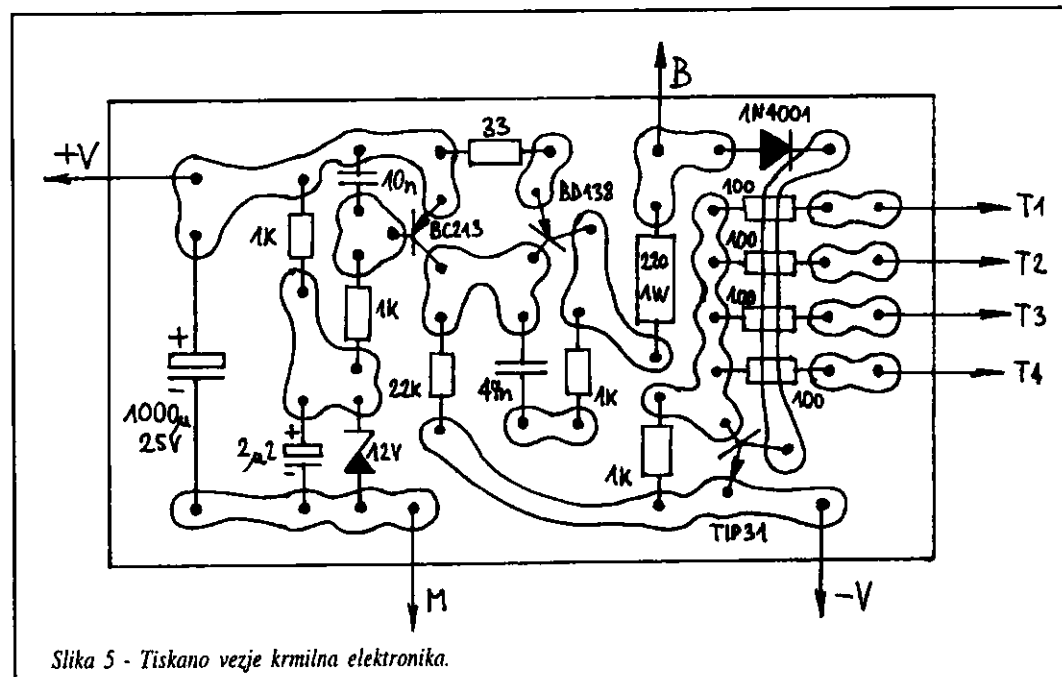 B
1N4001
33
+V
10n
BD138
100
T1
1K
BC213
100
T2
220
1W
1K
100
T3
+
22k
47n
1K
100
T4
-
1000µ
25V
+
2µ2
-
12V
1K
TIP31
M
-V
Slika 5 - Tiskano vezje krmilna elektronika.